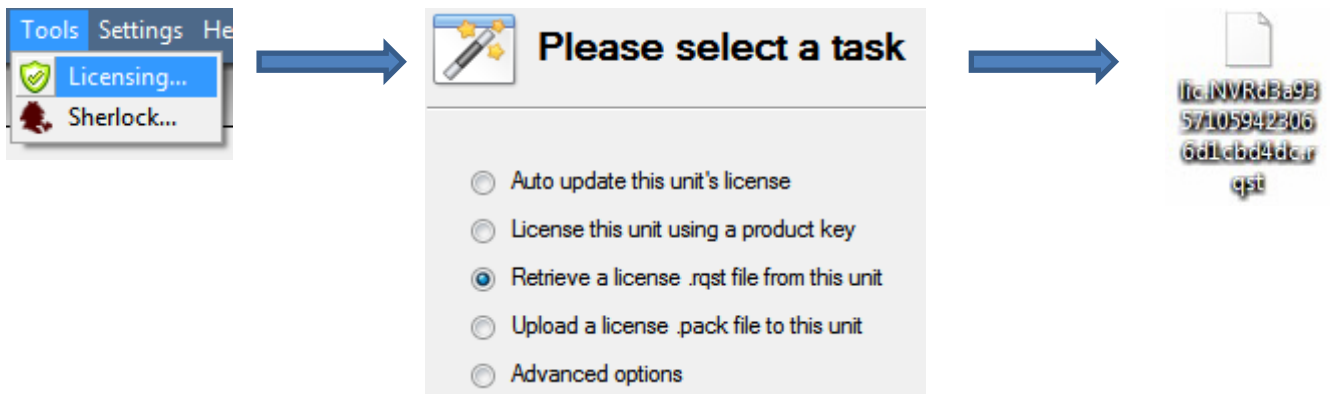 Tools Settings He
Licensing...
Sherlock...
Please select a task
Auto update this unit's license
License this unit using a product key
Retrieve a license .rqst file from this unit
Upload a license .pack file to this unit
Advanced options
lic.NVRd3a93
57105942306
6d1cbd4dc.r
qst